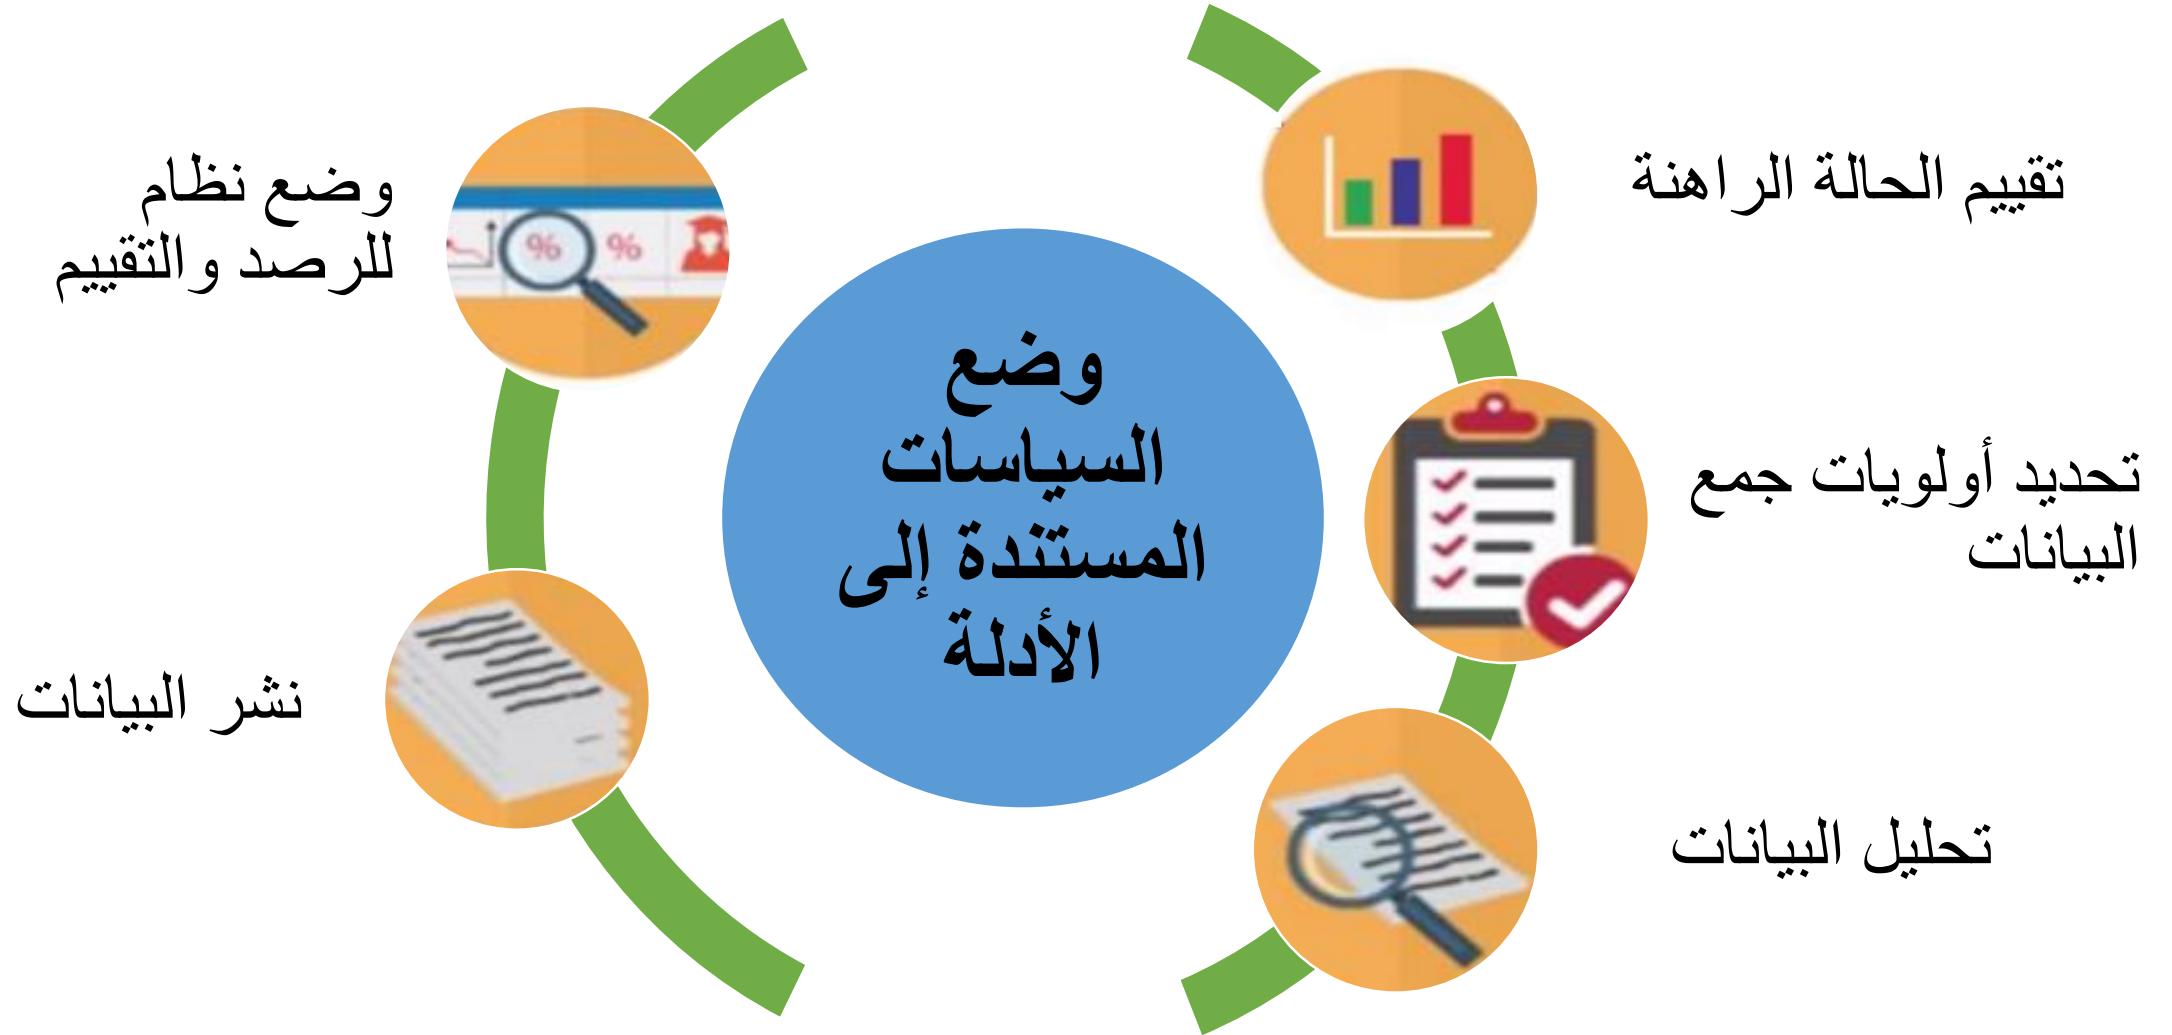 وضع
السياسات
المستندة إلى
الأدلة
تقييم الحالة الراهنة
تحديد أولويات جمع
البيانات
تحليل البيانات
نشر البيانات
وضع نظام
للرصد والتقييم
%
%